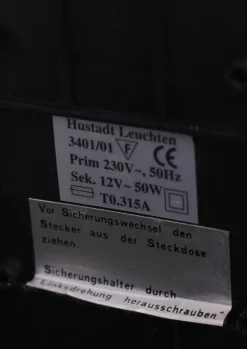 Hustadt Leuchten
3401/01 F CE
Prim 230V~, 50Hz
Sek. 12V~ 50W
T0.315A
Vor Sicherungswechsel den
Stecker aus der Steckdose
ziehen.
Sicherungshalter durch
"Linksdrehung herausschrauben"